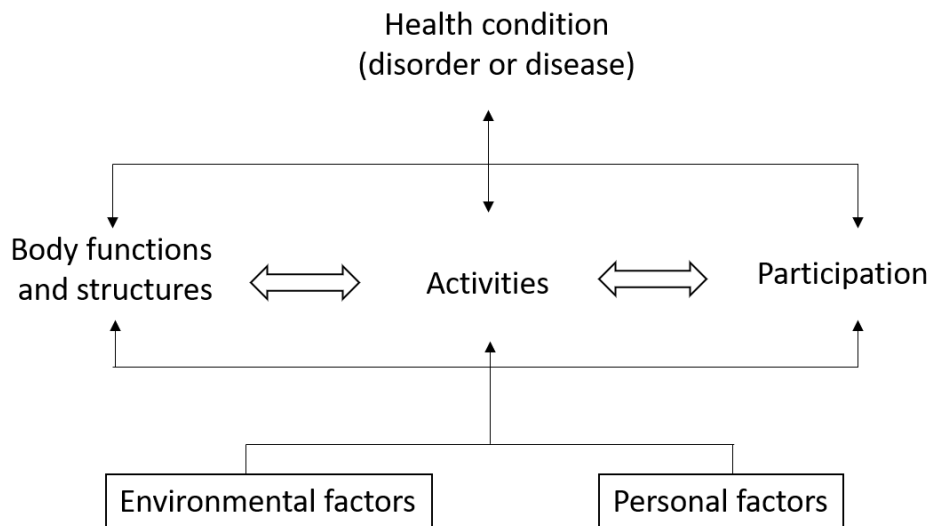 Health condition
(disorder or disease)
Body functions
and structures
Activities
Participation
Environmental factors
Personal factors